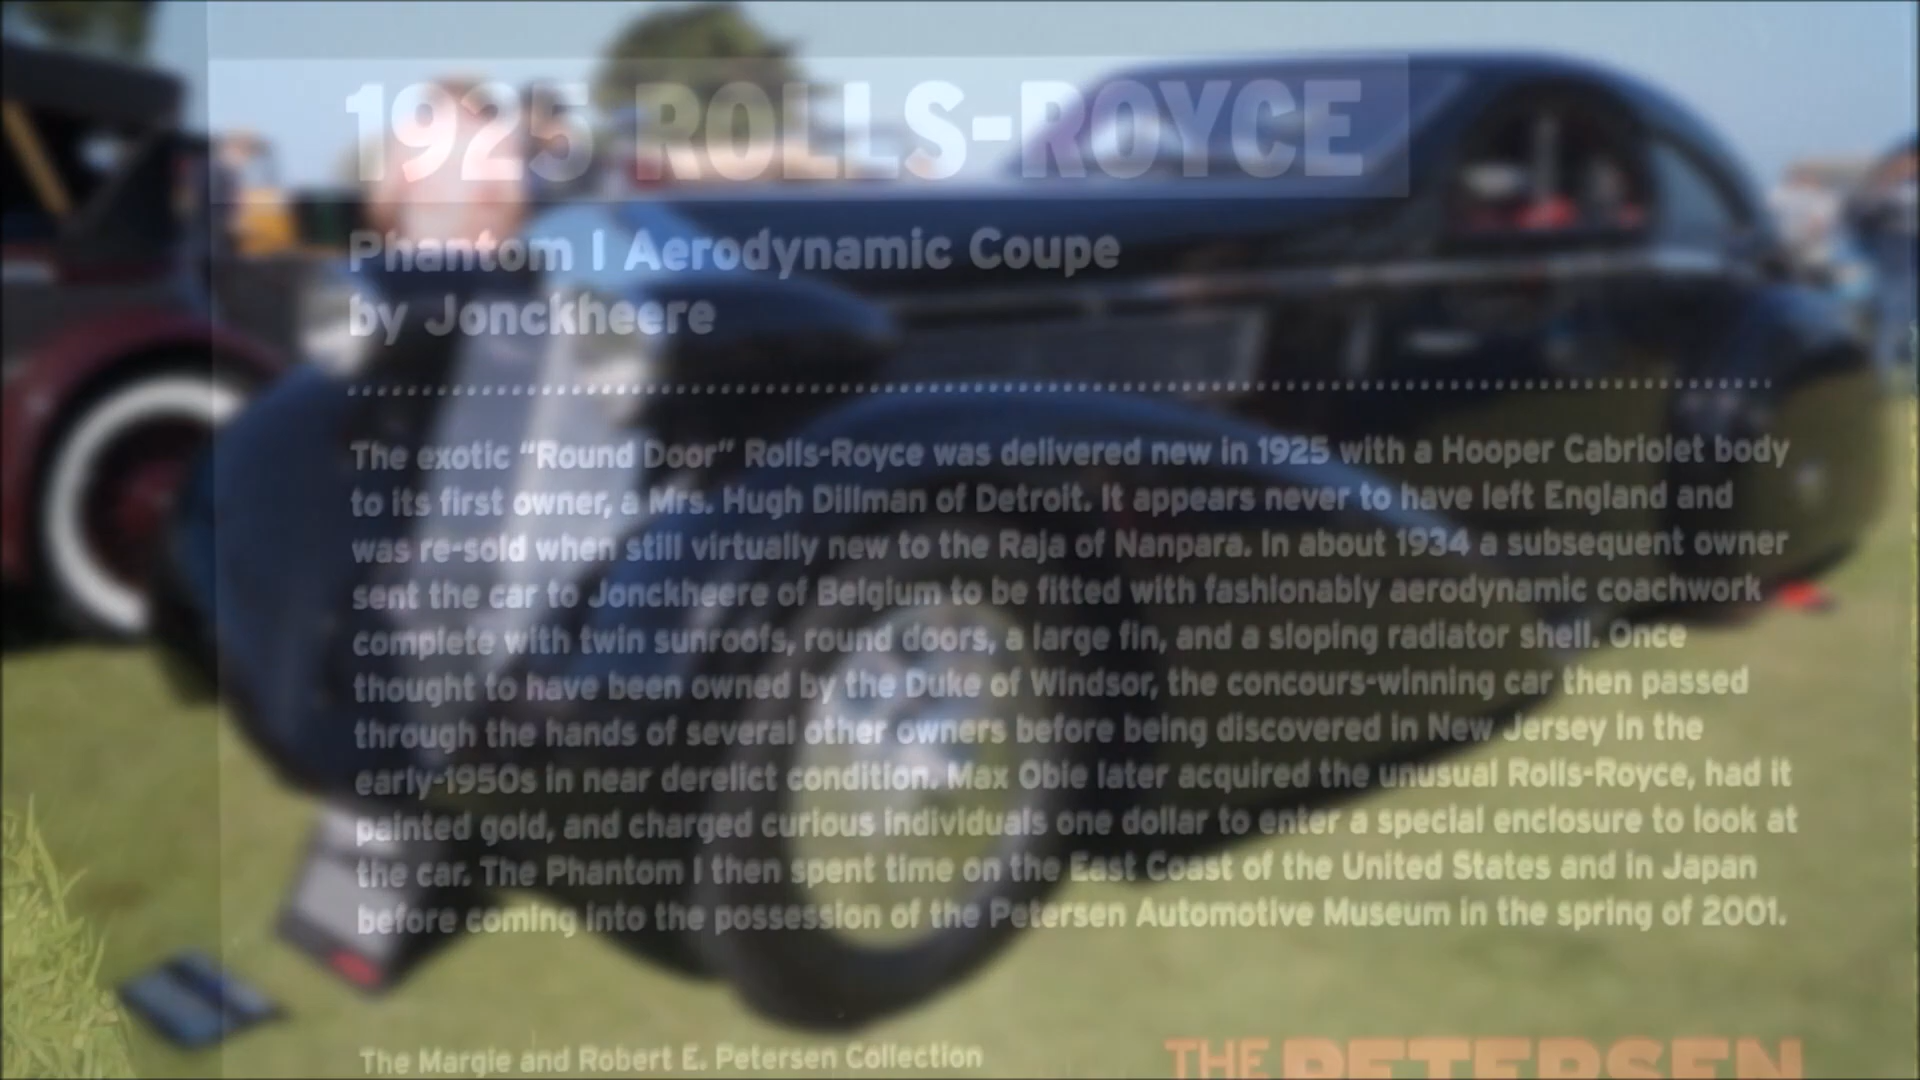 1925 ROLLS-ROYCE
Phantom I Aerodynamic Coupe
by Jonckheere
The exotic “Round Door” Rolls-Royce was delivered new in 1925 with a Hooper Cabriolet body
to its first owner, a Mrs. Hugh Dillman of Detroit. It appears never to have left England and
was re-sold when still virtually new to the Raja of Nanpara. In about 1934 a subsequent owner
sent the car to Jonckheere of Belgium to be fitted with fashionably aerodynamic coachwork
complete with twin sunroofs, round doors, a large fin, and a sloping radiator shell. Once
thought to have been owned by the Duke of Windsor, the concours-winning car then passed
through the hands of several other owners before being discovered in New Jersey in the
early-1950s in near derelict condition. Max Obie later acquired the unusual Rolls-Royce, had it
painted gold, and charged curious individuals one dollar to enter a special enclosure to look at
the car. The Phantom I then spent time on the East Coast of the United States and in Japan
before coming into the possession of the Petersen Automotive Museum in the spring of 2001.
The Margie and Robert E. Petersen Collection
THE PETERSEN